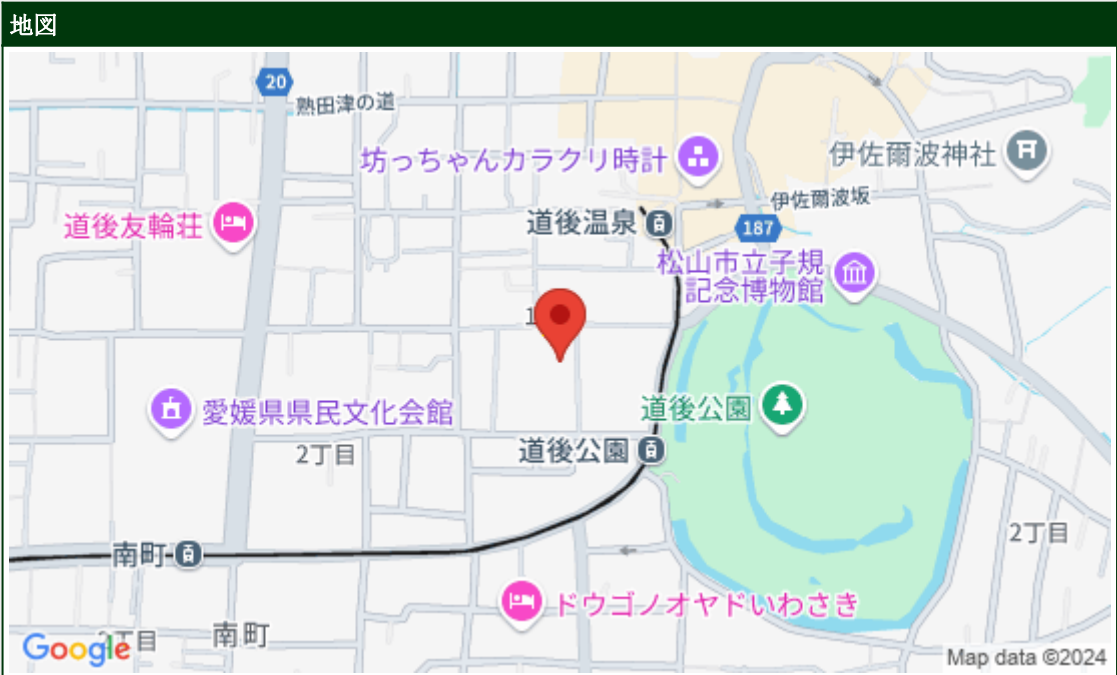 地図
20
熟田津の道
坊っちゃんカラクリ時計
伊佐爾波神社
伊佐爾波坂
道後友輪荘
道後温泉
187
松山市立子規
記念博物館
1
愛媛県県民文化会館
道後公園
2丁目
道後公園
南町
2丁目
ドウゴノオヤドいわさき
南町
丁目
Google
Map data ©2024